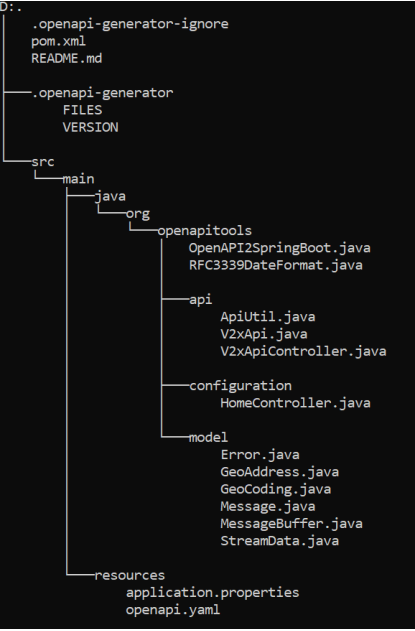 D:.
.openapi-generator-ignore
pom.xml
README.md
.openapi-generator
FILES
VERSION
src
main
java
org
openapitools
OpenAPI2SpringBoot.java
RFC3339DateFormat.java
api
ApiUtil.java
V2xApi.java
V2xApiController.java
configuration
HomeController.java
model
Error.java
GeoAddress.java
GeoCoding.java
Message.java
MessageBuffer.java
StreamData.java
resources
application.properties
openapi.yaml